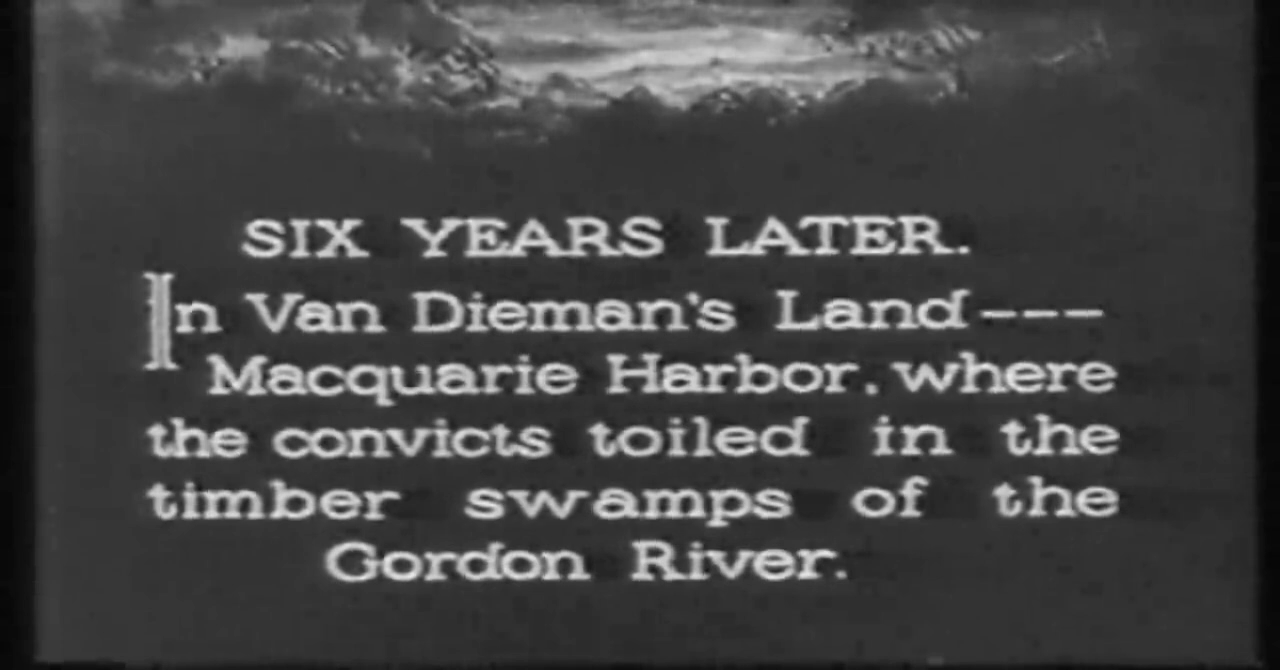 SIX YEARS LATER.
In Van Dieman's Land---
Macquarie Harbor, where
the convicts toiled in the
timber swamps of the
Gordon River.